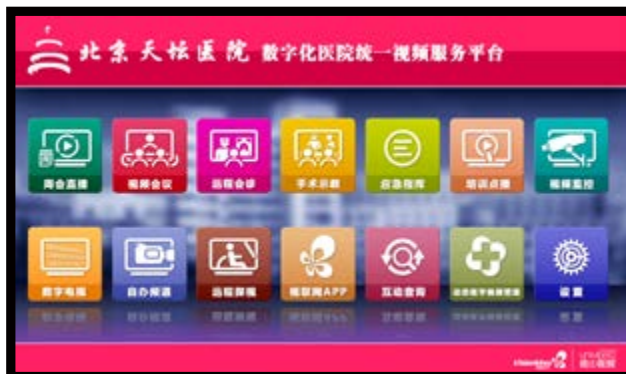 北京天坛医院 数字化医院统一视频服务平台
周会直播 视频会议 远程会诊 手术示教 应急指挥 培训点播 视频监控
数字电视 自办频道 远程探视 视联网APP 互动查询 设置